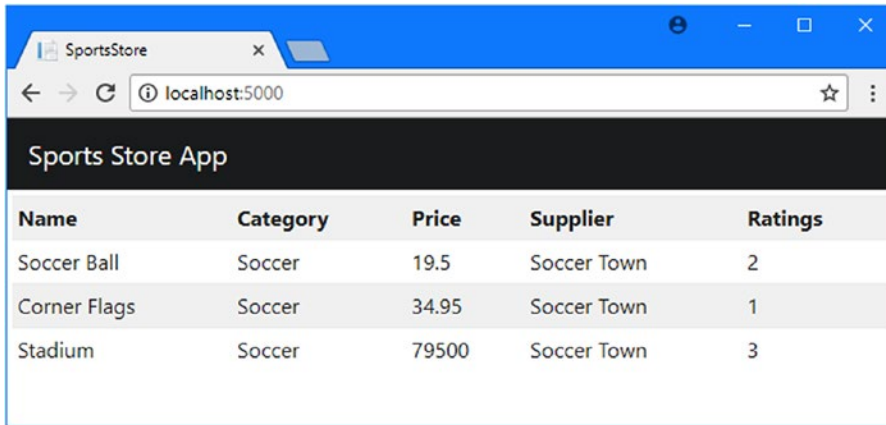 SportsStore
localhost:5000
Sports Store App
Name Category Price Supplier Ratings
Soccer Ball Soccer 19.5 Soccer Town 2
Corner Flags Soccer 34.95 Soccer Town 1
Stadium Soccer 79500 Soccer Town 3